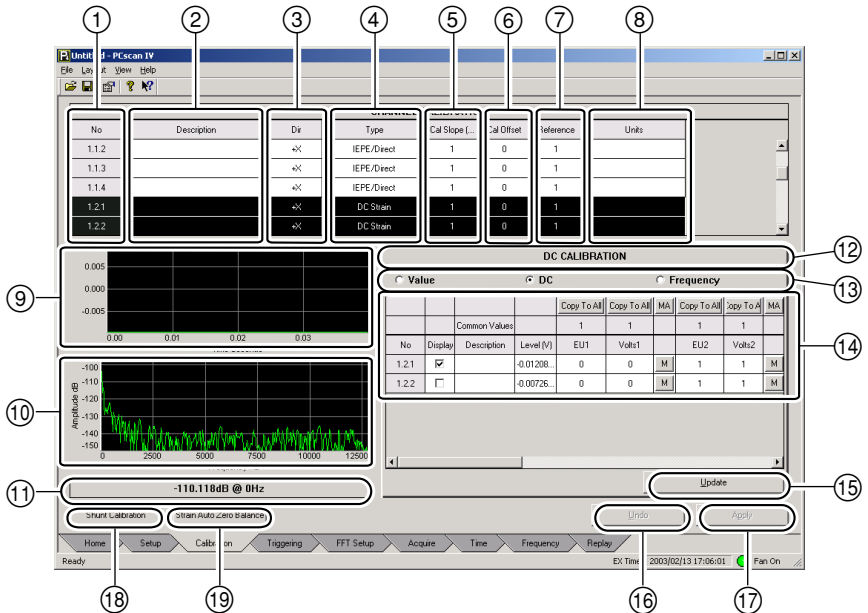 1 2 3 4 5 6 7 8
Untitled - PCscan IV
File Layout View Help
No Description Dir Type Cal Slope (... Cal Offset Reference Units
1.1.2 +X IEPE/Direct 1 0 1
1.1.3 +X IEPE/Direct 1 0 1
1.1.4 +X IEPE/Direct 1 0 1
1.2.1 +X DC Strain 1 0 1
1.2.2 +X DC Strain 1 0 1
DC CALIBRATION 12
Value DC Frequency 13
9
0.005
0.000
-0.005
0.00 0.01 0.02 0.03
Copy To All Copy To All MA Copy To All Copy To A MA
Common Values 1 1 1 1
No Display Description Level (V) EU1 Volts1 EU2 Volts2
14
1.2.1 -0.01208... 0 0 M 1 1 M
1.2.2 -0.00726... 0 0 M 1 1 M
10
Amplitude dB
-100
-110
-120
-130
-140
-150
0 2500 5000 7500 10000 12500
11 -110.118dB @ 0Hz
Update 15
Shunt Calibration Strain Auto Zero Balance
Undo Apply
Home Setup Calibration Triggering FFT Setup Acquire Time Frequency Replay
Ready EX Time 2003/02/13 17:06:01 Fan On
18 19 16 17